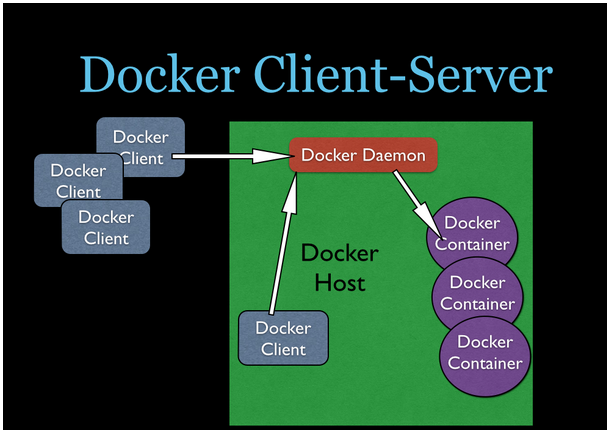 Docker Client-Server
Docker
Client
Docker
Client
Docker
Client
Docker Daemon
Docker
Host
Docker
Client
Docker
Container
Docker
Container
Docker
Container